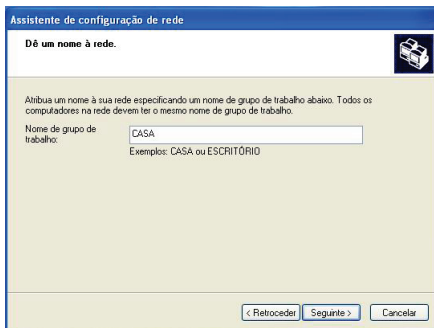 Assistente de configuração de rede
Dê um nome à rede.
Atribua um nome à sua rede especificando um nome de grupo de trabalho abaixo. Todos os
computadores na rede devem ter o mesmo nome de grupo de trabalho.
Nome de grupo de
trabalho:
CASA
Exemplos: CASA ou ESCRITÓRIO
< Retroceder
Seguinte >
Cancelar